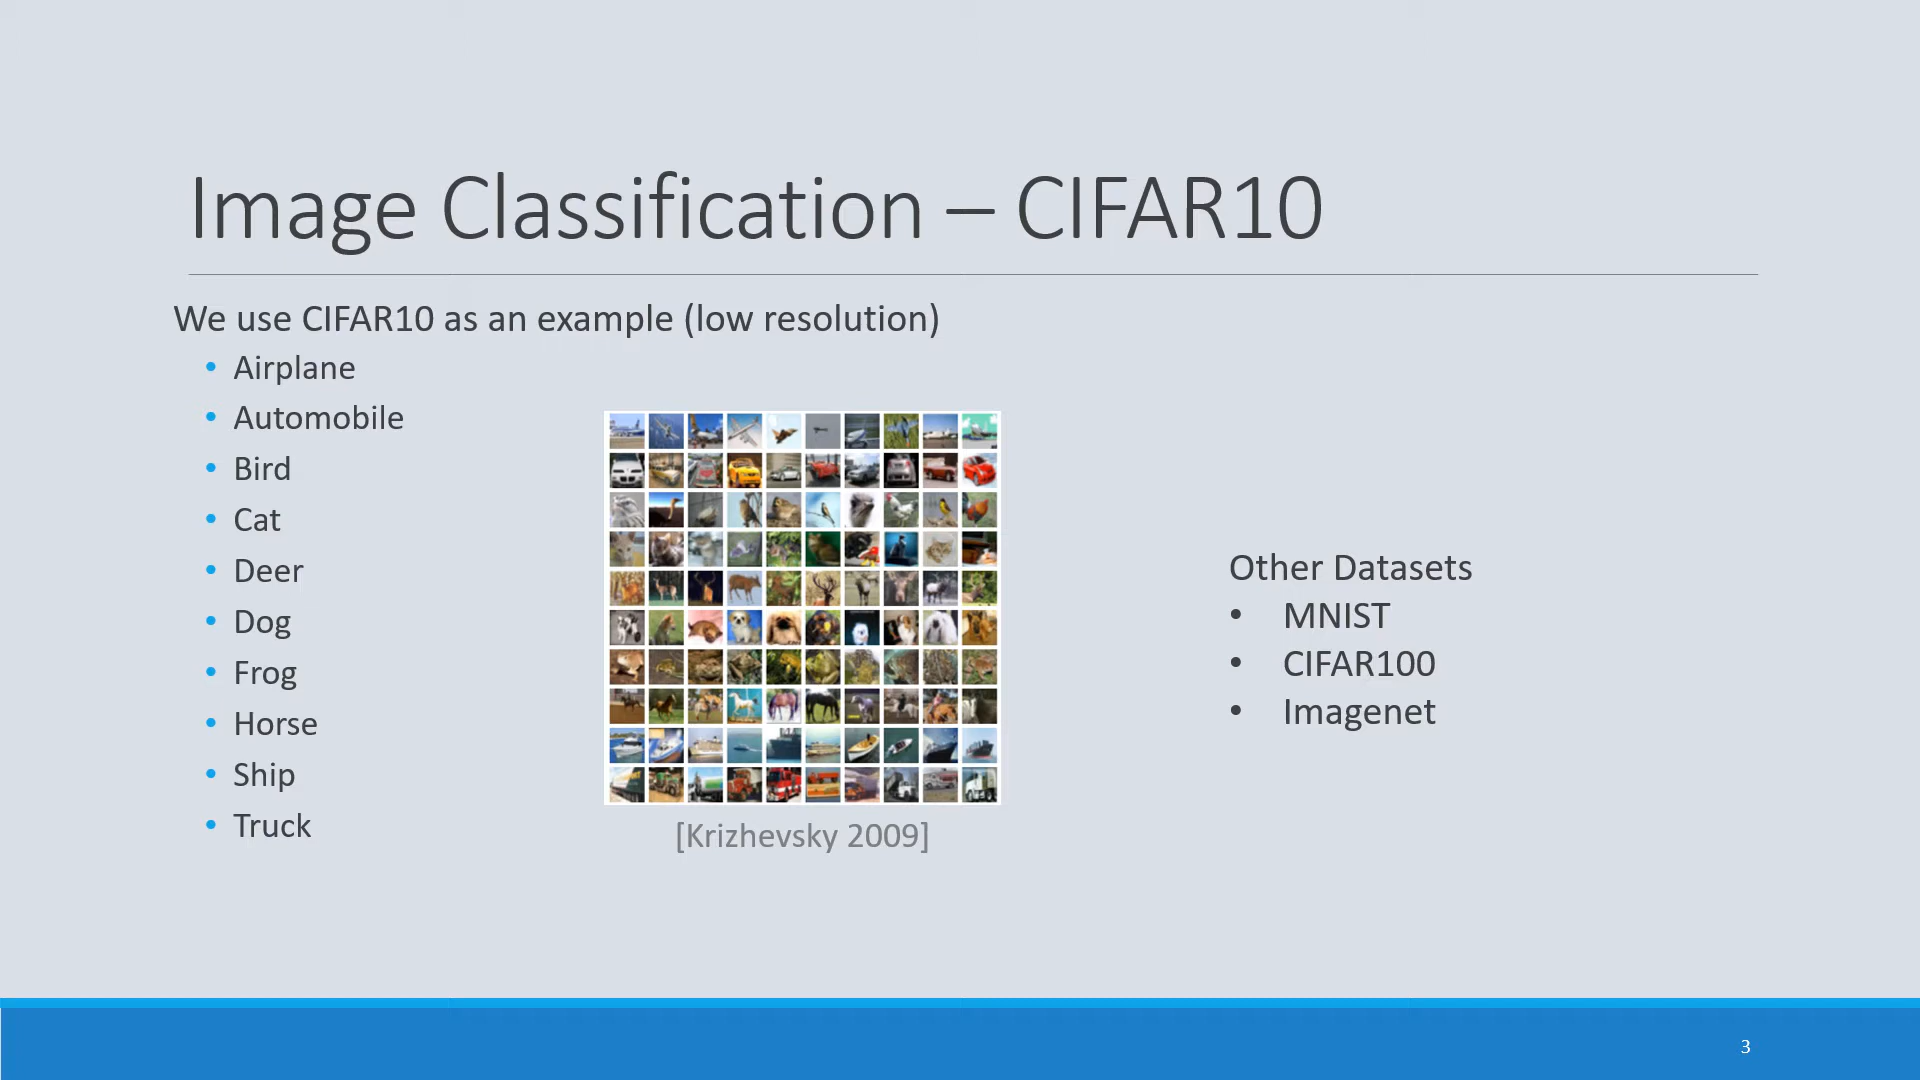 Image Classification – CIFAR10
We use CIFAR10 as an example (low resolution)
• Airplane
• Automobile
• Bird
• Cat
• Deer
• Dog
• Frog
• Horse
• Ship
• Truck
[Krizhevsky 2009]
Other Datasets
• MNIST
• CIFAR100
• Imagenet
3